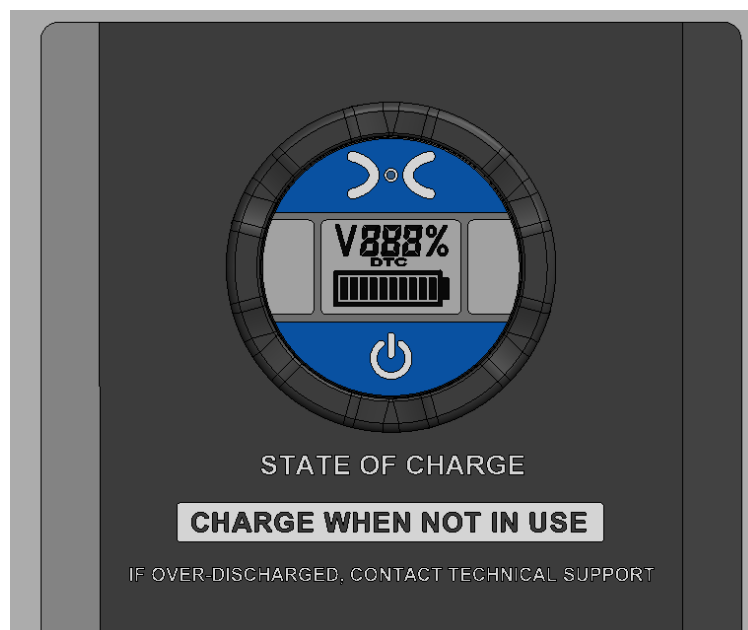 V888%
DTC
STATE OF CHARGE
CHARGE WHEN NOT IN USE
IF OVER-DISCHARGED, CONTACT TECHNICAL SUPPORT